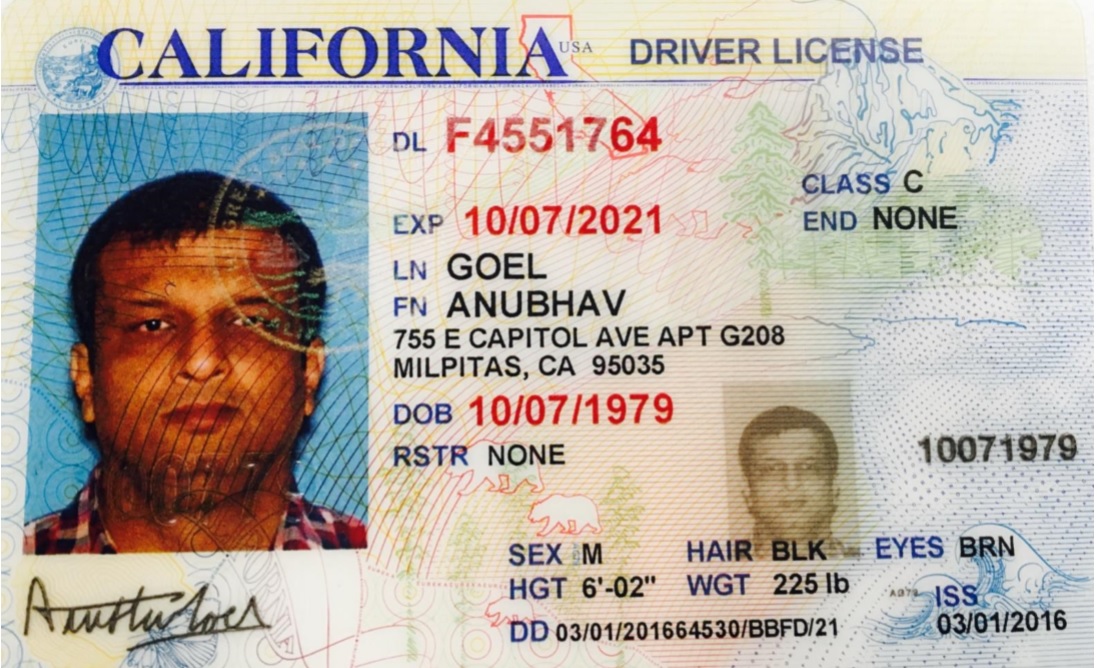 CALIFORNIA USA DRIVER LICENSE
DL F4551764
CLASS C
EXP 10/07/2021
END NONE
LN GOEL
FN ANUBHAV
755 E CAPITOL AVE APT G208
MILPITAS, CA 95035
DOB 10/07/1979
RSTR NONE
10071979
SEX M HAIR BLK EYES BRN
HGT 6'-02" WGT 225 lb
ISS
DD 03/01/201664530/BBFD/21 03/01/2016